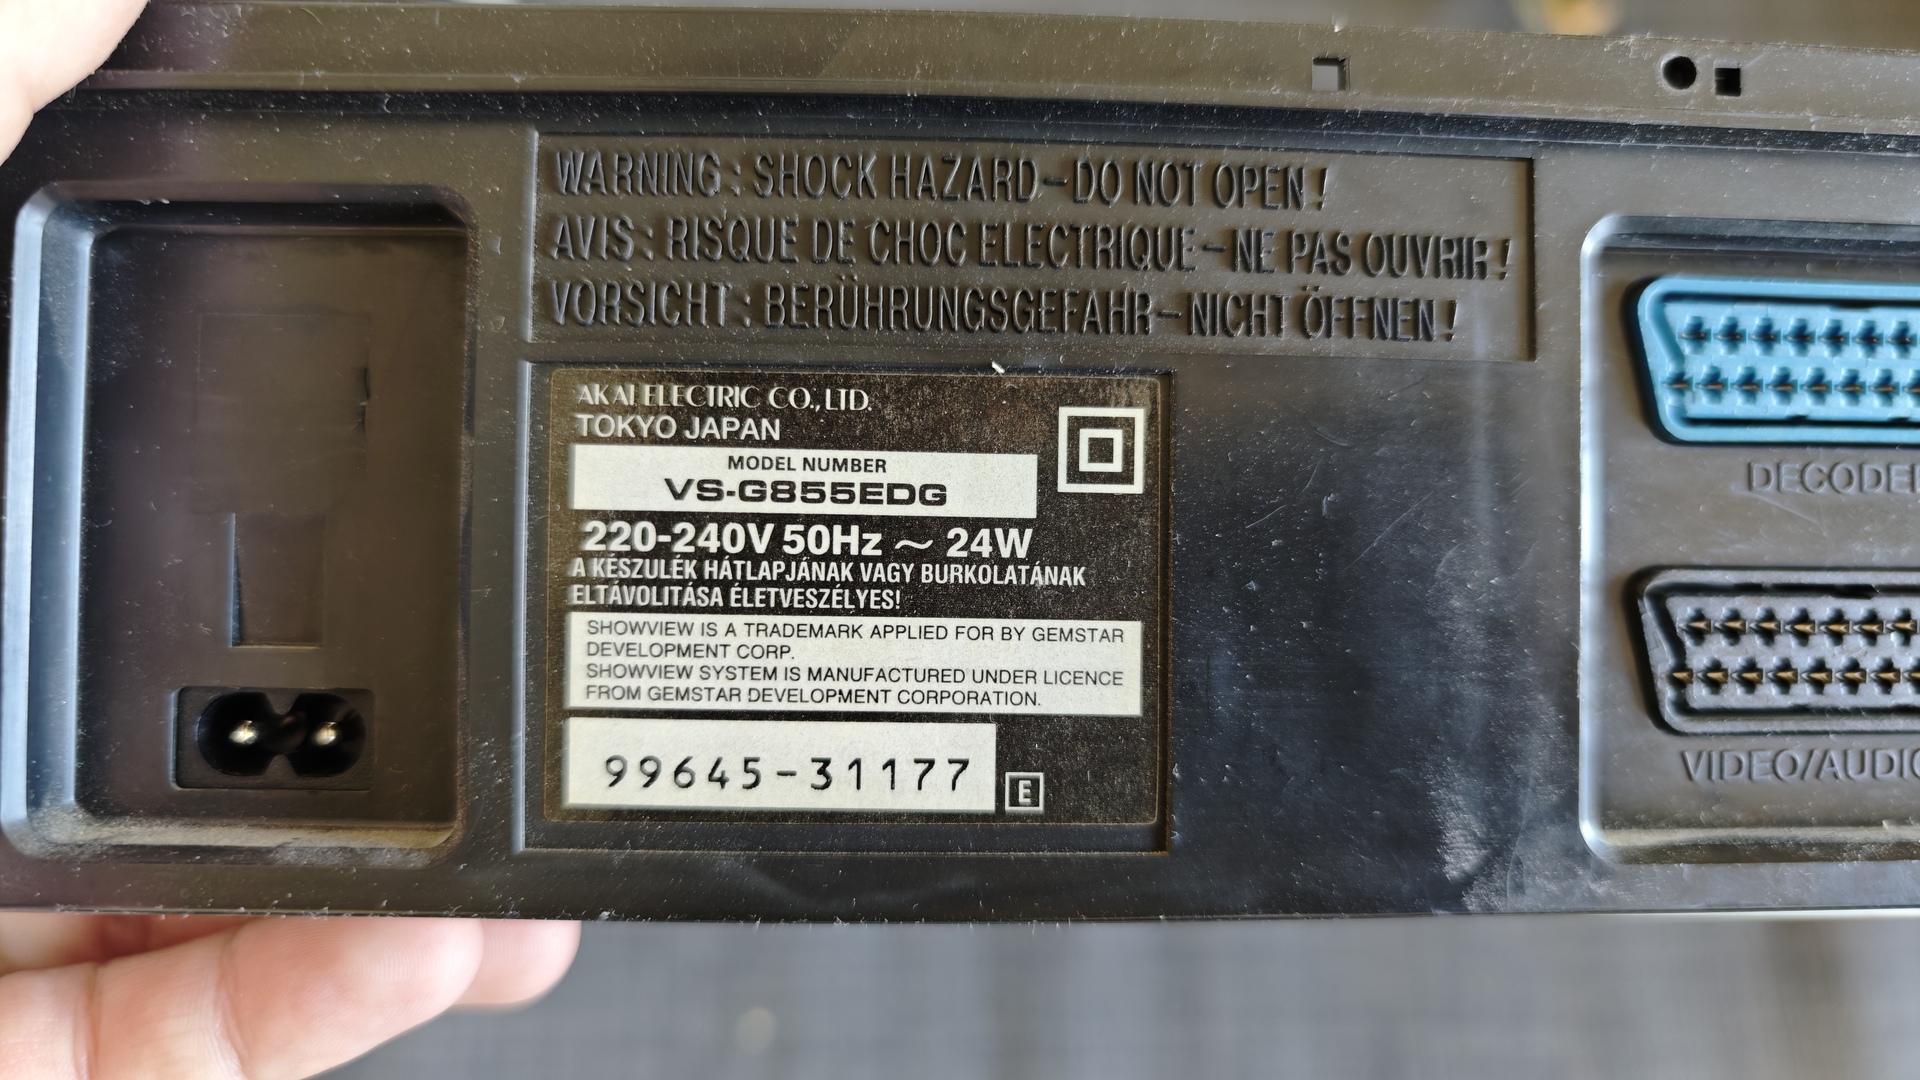 WARNING : SHOCK HAZARD – DO NOT OPEN !
AVIS : RISQUE DE CHOC ELECTRIQUE – NE PAS OUVRIR !
VORSICHT : BERÜHRUNGSGEFAHR – NICHT ÖFFNEN !
AKAI ELECTRIC CO., LTD.
TOKYO JAPAN
MODEL NUMBER
VS-G855EDG
220-240V 50Hz ~ 24W
A KÉSZULÉK HÁTLAPJÁNAK VAGY BURKOLATÁNAK
ELTÁVOLITÁSA ÉLETVESZÉLYES!
SHOWVIEW IS A TRADEMARK APPLIED FOR BY GEMSTAR
DEVELOPMENT CORP.
SHOWVIEW SYSTEM IS MANUFACTURED UNDER LICENCE
FROM GEMSTAR DEVELOPMENT CORPORATION.
99645-31177
E
DECODER
VIDEO/AUDIO